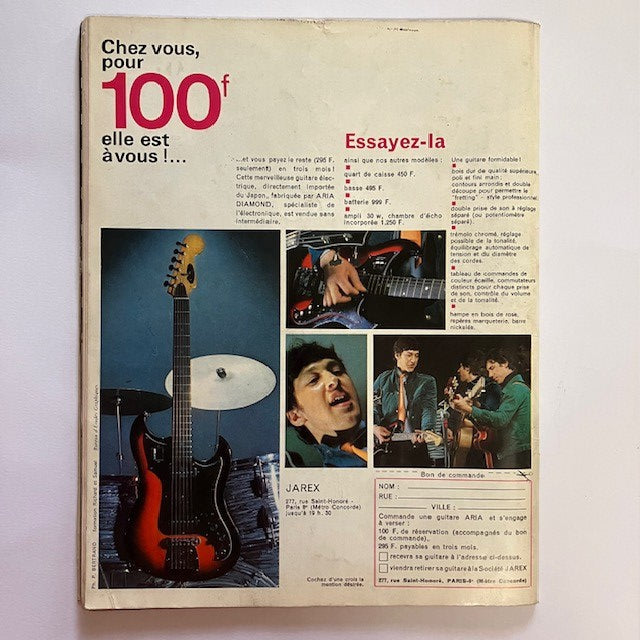 Chez vous,
pour
100f
elle est
à vous !...
Essayez-la
...et vous payez le reste (295 F.
seulement) en trois mois !
Cette merveilleuse guitare élec-
trique, directement importée
du Japon, fabriquée par ARIA
DIAMOND, spécialiste de
l'électronique, est vendue sans
intermédiaire.
ainsi que nos autres modèles :
quart de caisse 450 F.
basse 495 F.
batterie 999 F.
ampli 30 w, chambre d'écho
incorporée 1.250 F.
Une guitare formidable !
bois dur de qualité supérieure,
poli et fini main ;
contours arrondis et double
découpe pour permettre le
"fretting" - style professionnel.
double prise de son à réglage
séparé (ou potentiomètre
séparé).
trémolo chromé, réglage
possible de la tonalité,
équilibrage automatique de
tension et du diamètre
des cordes.
tableau de commandes de
couleur écaille, commutateurs
distincts pour chaque prise
de son, contrôle du volume
et de la tonalité.
hampe en bois de rose,
repères marqueterie, barre
nickelée.
Ph. P. BERTRAND - formation Richard et Samuel
JAREX
277, rue Saint-Honoré -
Paris 8e (Métro Concorde)
jusqu'à 19 h. 30
Cochez d'une croix la
mention désirée.
Bon de commande
NOM :
RUE :
VILLE :
Commande une guitare ARIA et s'engage
à verser :
100 F. de réservation (accompagnés du bon
de commande),
295 F. payables en trois mois.
recevra sa guitare à l'adresse ci-dessus.
viendra retirer sa guitare à la Société JAREX
277, rue Saint-Honoré, PARIS-8e (Métro Concorde)